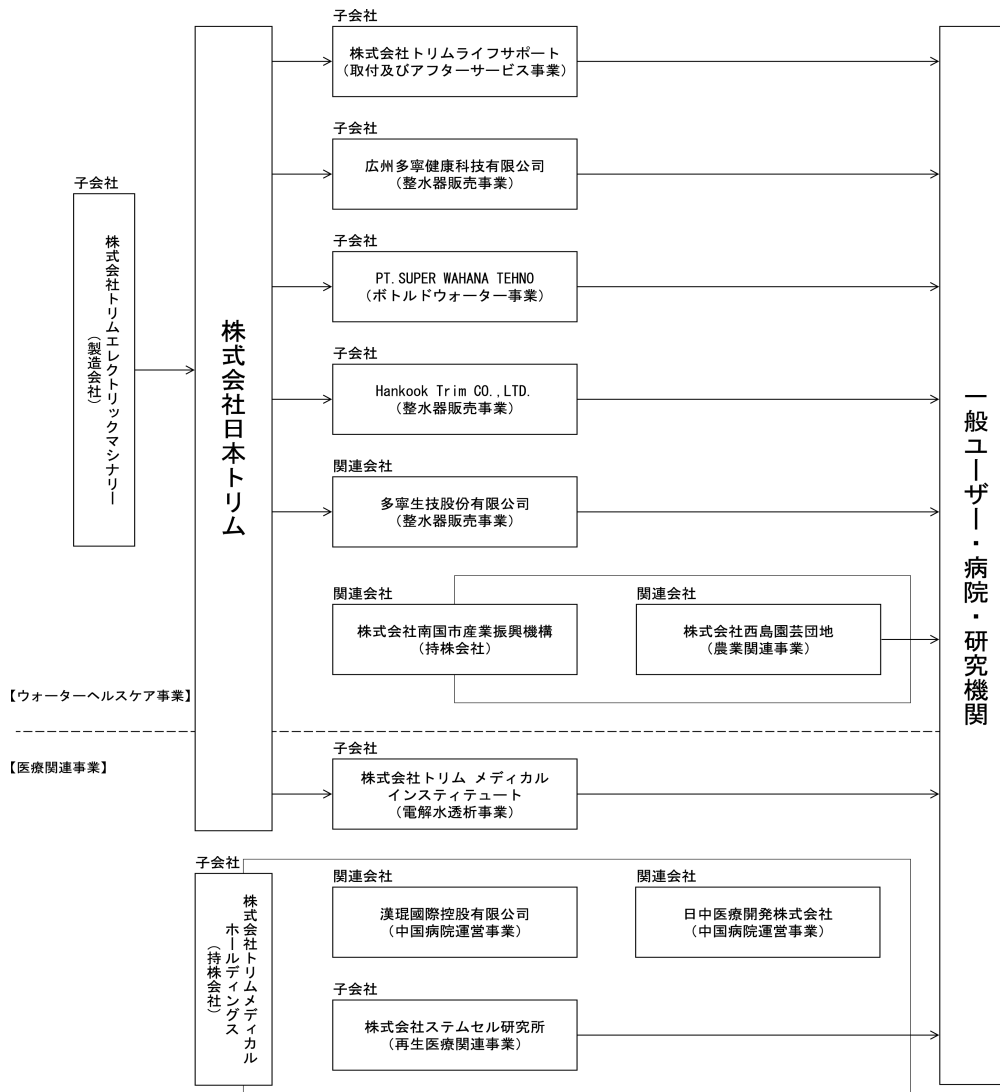 子会社
株式会社トリムエレクトリックマシナリー
（製造会社）
株式会社日本トリム
子会社
株式会社トリムライフサポート
（取付及びアフターサービス事業）
子会社
広州多寧健康科技有限公司
（整水器販売事業）
子会社
PT.SUPER WAHANA TEHNO
（ボトルドウォーター事業）
子会社
Hankook Trim CO.,LTD.
（整水器販売事業）
関連会社
多寧生技股份有限公司
（整水器販売事業）
関連会社
株式会社南国市産業振興機構
（持株会社）
関連会社
株式会社西島園芸団地
（農業関連事業）
一般ユーザー・病院・研究機関
【ウォーターヘルスケア事業】
【医療関連事業】
子会社
株式会社トリム メディカル
インスティテュート
（電解水透析事業）
子会社
株式会社トリムメディカル
ホールディングス
（持株会社）
関連会社
漢琨國際控股有限公司
（中国病院運営事業）
関連会社
日中医療開発株式会社
（中国病院運営事業）
子会社
株式会社ステムセル研究所
（再生医療関連事業）